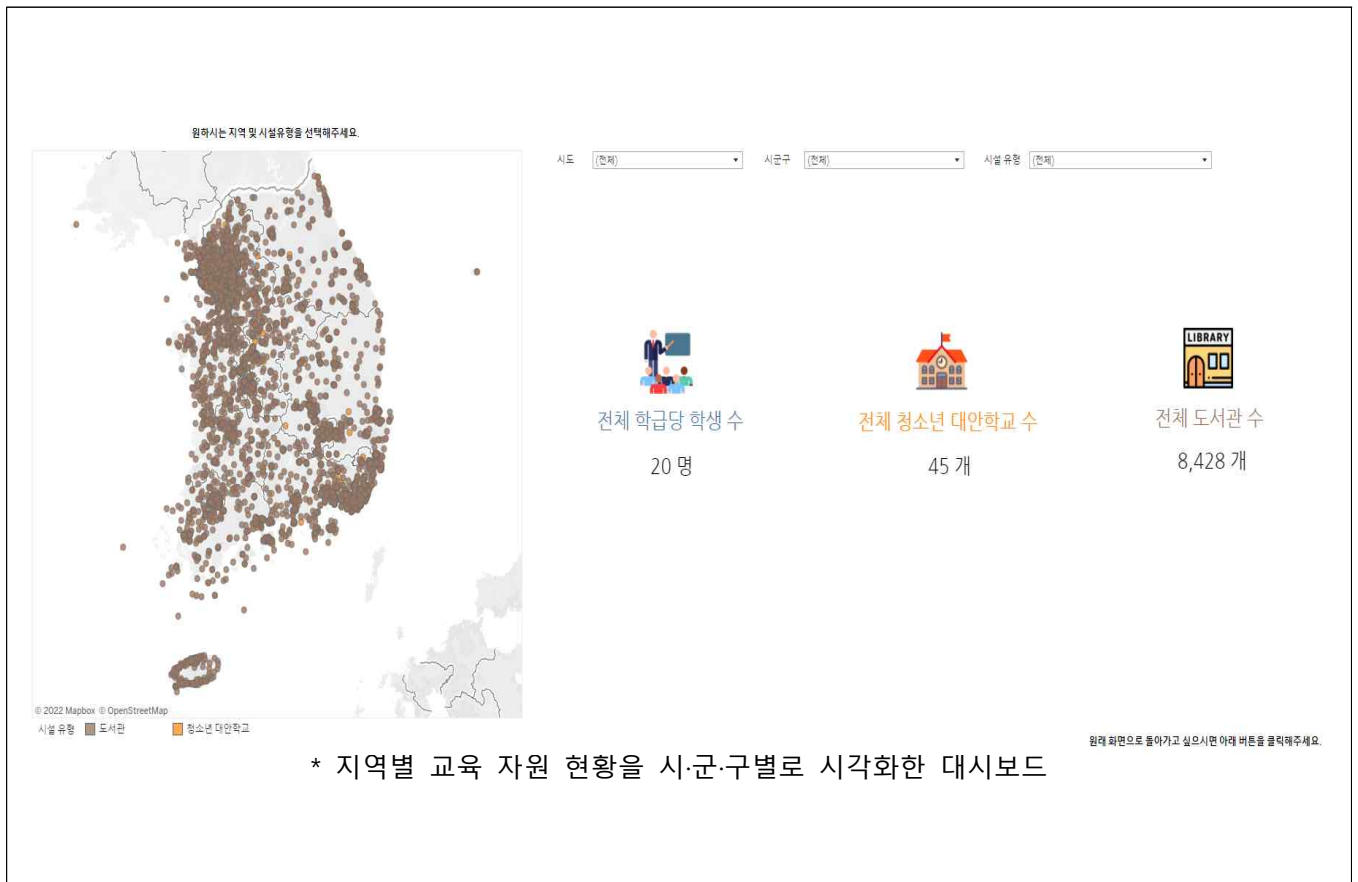 원하시는 지역 및 시설유형을 선택해주세요.
시도 (전체) 시군구 (전체) 시설 유형 (전체)
LIBRARY
전체 학급당 학생 수
20 명
전체 청소년 대안학교 수
45 개
전체 도서관 수
8,428 개
© 2022 Mapbox © OpenStreetMap
시설 유형 도서관 청소년 대안학교
원래 화면으로 돌아가고 싶으시면 아래 버튼을 클릭해주세요.
* 지역별 교육 자원 현황을 시·군·구별로 시각화한 대시보드